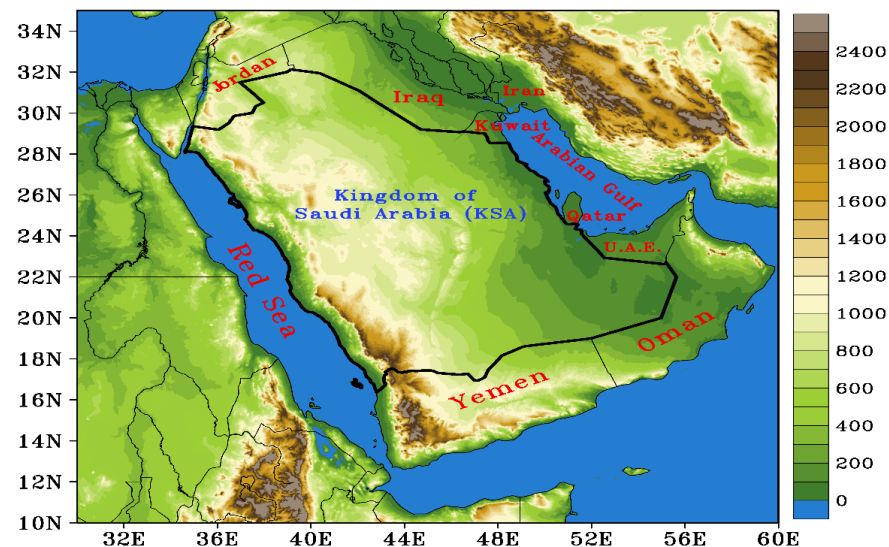 34N
32N
30N
28N
26N
24N
22N
20N
18N
16N
14N
12N
10N
32E
36E
40E
44E
48E
52E
56E
60E
Jordan
Iraq
Iran
Kuwait
Arabian Gulf
Kingdom of
Saudi Arabia (KSA)
Qatar
U.A.E.
Red Sea
Oman
Yemen
2400
2200
2000
1800
1600
1400
1200
1000
800
600
400
200
0